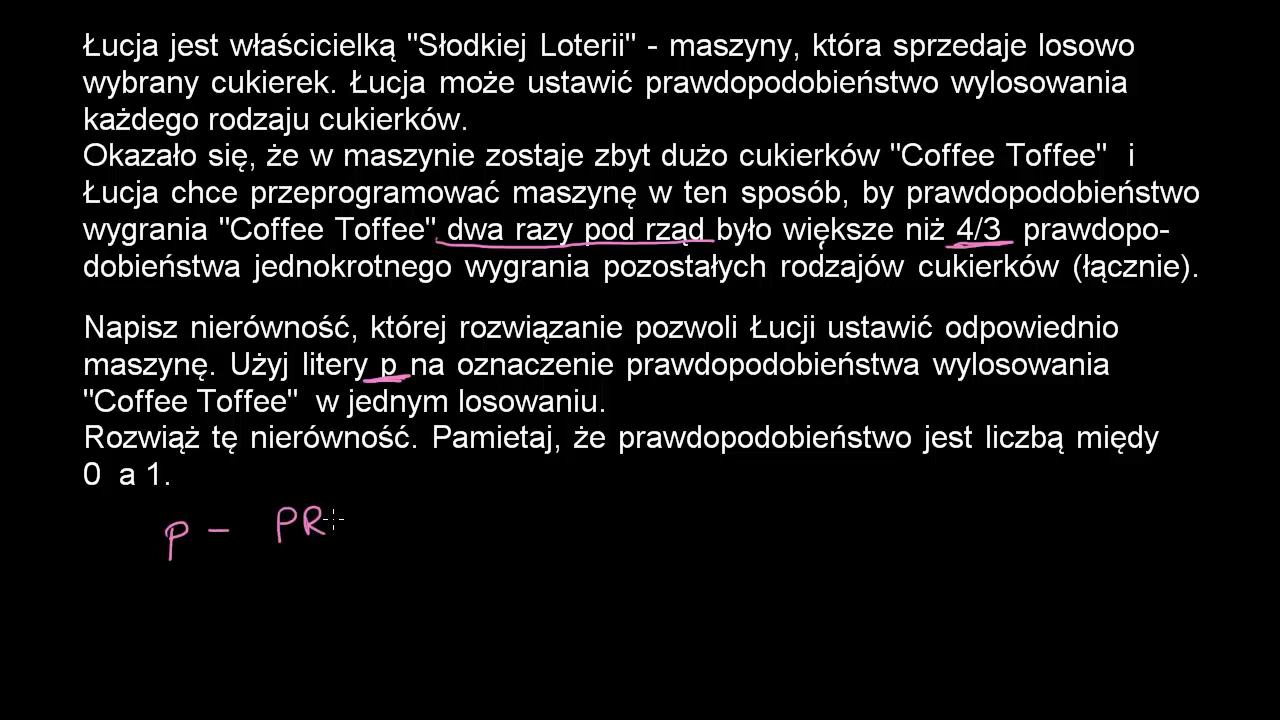 Łucja jest właścicielką "Słodkiej Loterii" - maszyny, która sprzedaje losowo
wybrany cukierek. Łucja może ustawić prawdopodobieństwo wylosowania
każdego rodzaju cukierków.
Okazało się, że w maszynie zostaje zbyt dużo cukierków "Coffee Toffee" i
Łucja chce przeprogramować maszynę w ten sposób, by prawdopodobieństwo
wygrania "Coffee Toffee" dwa razy pod rząd było większe niż 4/3 prawdopo-
dobieństwa jednokrotnego wygrania pozostałych rodzajów cukierków (łącznie).
Napisz nierówność, której rozwiązanie pozwoli Łucji ustawić odpowiednio
maszynę. Użyj litery p na oznaczenie prawdopodobieństwa wylosowania
"Coffee Toffee" w jednym losowaniu.
Rozwiąż tę nierówność. Pamietaj, że prawdopodobieństwo jest liczbą między
0 a 1.
p - PR